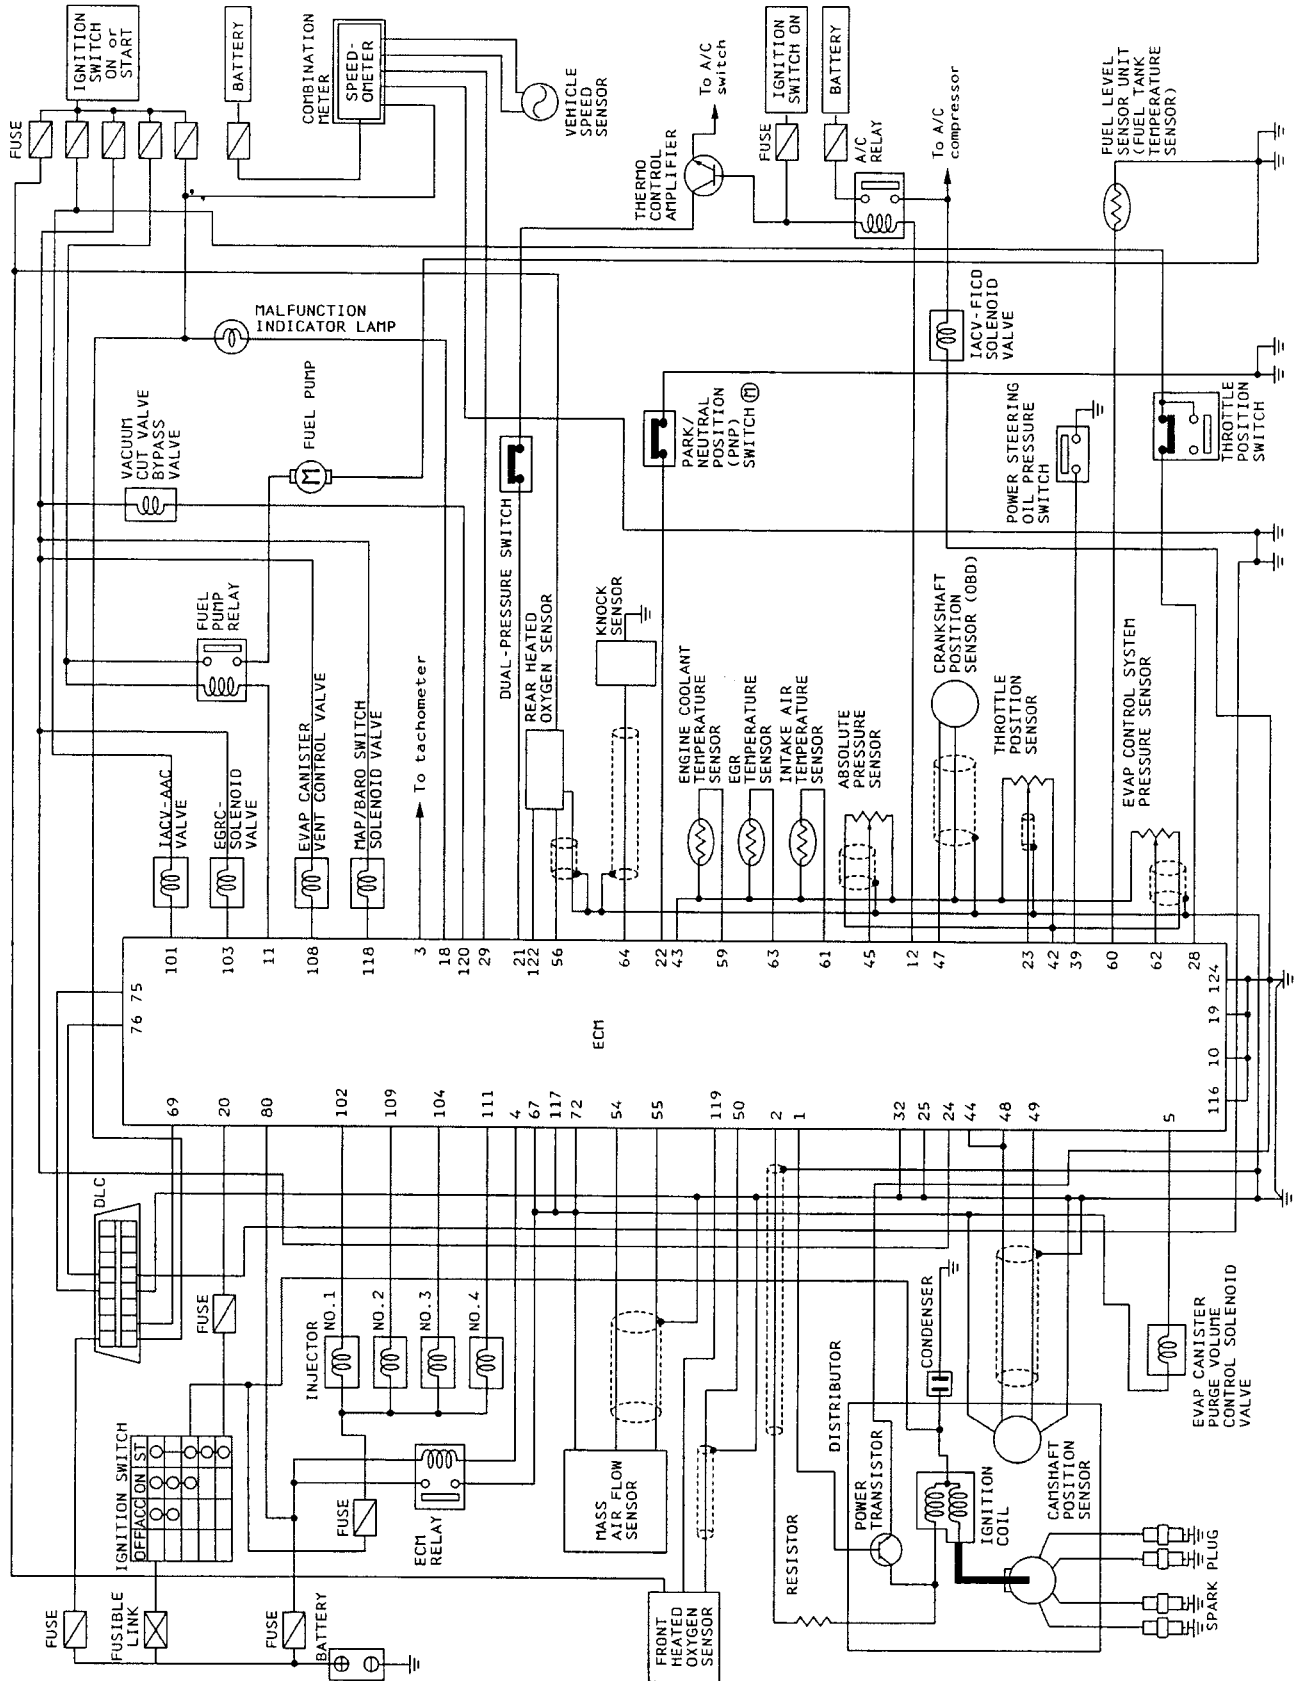 FUSE
IGNITION
SWITCH
ON or
START
BATTERY
COMBINATION
METER
SPEED-
OMETER
VEHICLE
SPEED
SENSOR
To A/C
switch
THERMO
CONTROL
AMPLIFIER
FUSE
IGNITION
SWITCH ON
BATTERY
A/C
RELAY
To A/C
compressor
FUEL LEVEL
SENSOR UNIT
(FUEL TANK
TEMPERATURE
SENSOR)
MALFUNCTION
INDICATOR LAMP
VACUUM
CUT VALVE
BYPASS
VALVE
M
FUEL PUMP
FUEL
PUMP
RELAY
DUAL-PRESSURE SWITCH
PARK/
NEUTRAL
POSITION
(PNP)
SWITCH Ⓜ
IACV-FICD
SOLENOID
VALVE
POWER STEERING
OIL PRESSURE
SWITCH
THROTTLE
POSITION
SWITCH
IACV-AAC
VALVE
EGRC-
SOLENOID
VALVE
EVAP CANISTER
VENT CONTROL VALVE
MAP/BARO SWITCH
SOLENOID VALVE
To tachometer
REAR HEATED
OXYGEN SENSOR
KNOCK
SENSOR
ENGINE COOLANT
TEMPERATURE
SENSOR
EGR
TEMPERATURE
SENSOR
INTAKE AIR
TEMPERATURE
SENSOR
ABSOLUTE
PRESSURE
SENSOR
CRANKSHAFT
POSITION
SENSOR (OBD)
THROTTLE
POSITION
SENSOR
EVAP CONTROL SYSTEM
PRESSURE SENSOR
75
76
101
103
11
108
118
3
18
120
29
21
122
56
64
22
43
59
63
61
45
12
47
23
42
39
60
62
28
124
19
10
116
ECM
69
20
80
102
109
104
111
4
67
117
72
54
55
119
50
2
1
32
25
24
44
48
49
5
DLC
FUSE
INJECTOR
NO.1
NO.2
NO.3
NO.4
IGNITION SWITCH
OFF
ACC
ON
ST
FUSE
ECM
RELAY
MASS
AIR FLOW
SENSOR
DISTRIBUTOR
CONDENSER
POWER
TRANSISTOR
RESISTOR
IGNITION
COIL
CAMSHAFT
POSITION
SENSOR
EVAP CANISTER
PURGE VOLUME
CONTROL SOLENOID
VALVE
FUSE
FUSIBLE
LINK
FUSE
BATTERY
FRONT
HEATED
OXYGEN
SENSOR
SPARK PLUG